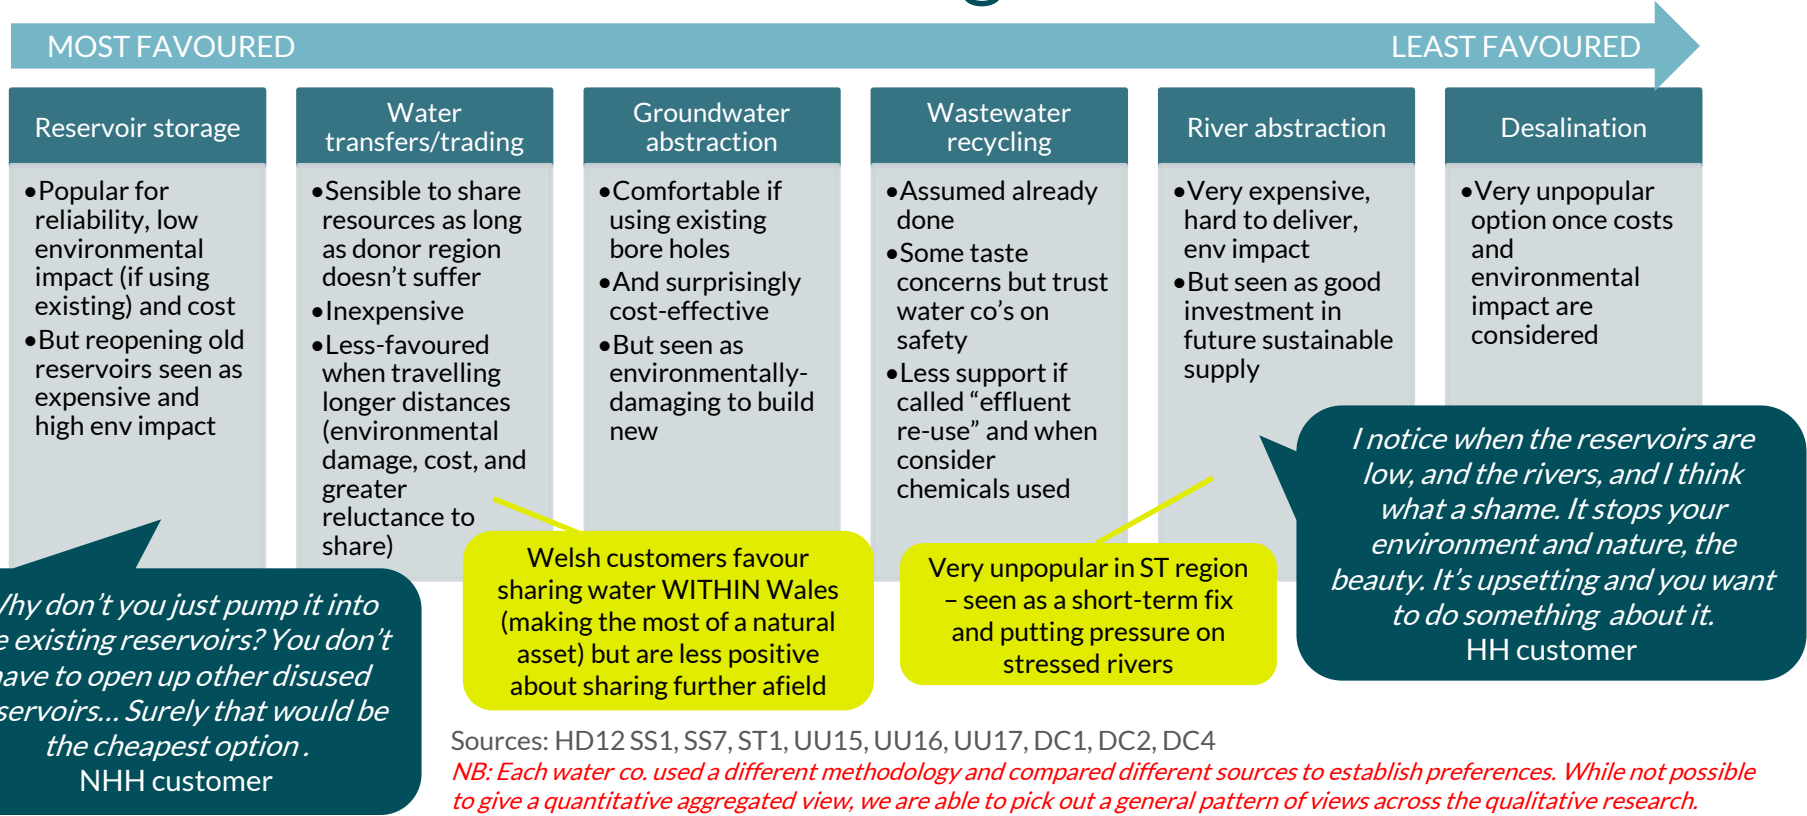 MOST FAVOURED
LEAST FAVOURED
Reservoir storage
•Popular for
reliability, low
environmental
impact (if using
existing) and cost
•But reopening old
reservoirs seen as
expensive and
high env impact
Water
transfers/trading
•Sensible to share
resources as long
as donor region
doesn't suffer
•Inexpensive
•Less-favoured
when travelling
longer distances
(environmental
damage, cost, and
greater
reluctance to
share)
Groundwater
abstraction
•Comfortable if
using existing
bore holes
•And surprisingly
cost-effective
•But seen as
environmentally-
damaging to build
new
Wastewater
recycling
•Assumed already
done
•Some taste
concerns but trust
water co's on
safety
•Less support if
called “effluent
re-use” and when
consider
chemicals used
River abstraction
•Very expensive,
hard to deliver,
env impact
•But seen as good
investment in
future sustainable
supply
Desalination
•Very unpopular
option once costs
and
environmental
impact are
considered
don't you just pump it into
existing reservoirs? You don't
to open up other disused
Surely that would be
the cheapest option .
NHH customer
Welsh customers favour
sharing water WITHIN Wales
(making the most of a natural
asset) but are less positive
about sharing further afield
Very unpopular in ST region
– seen as a short-term fix
and putting pressure on
stressed rivers
I notice when the reservoirs are
low, and the rivers, and I think
what a shame. It stops your
environment and nature, the
beauty. It's upsetting and you want
to do something about it.
HH customer
Sources: HD12 SS1, SS7, ST1, UU15, UU16, UU17, DC1, DC2, DC4
NB: Each water co. used a different methodology and compared different sources to establish preferences. While not possible
to give a quantitative aggregated view, we are able to pick out a general pattern of views across the qualitative research.